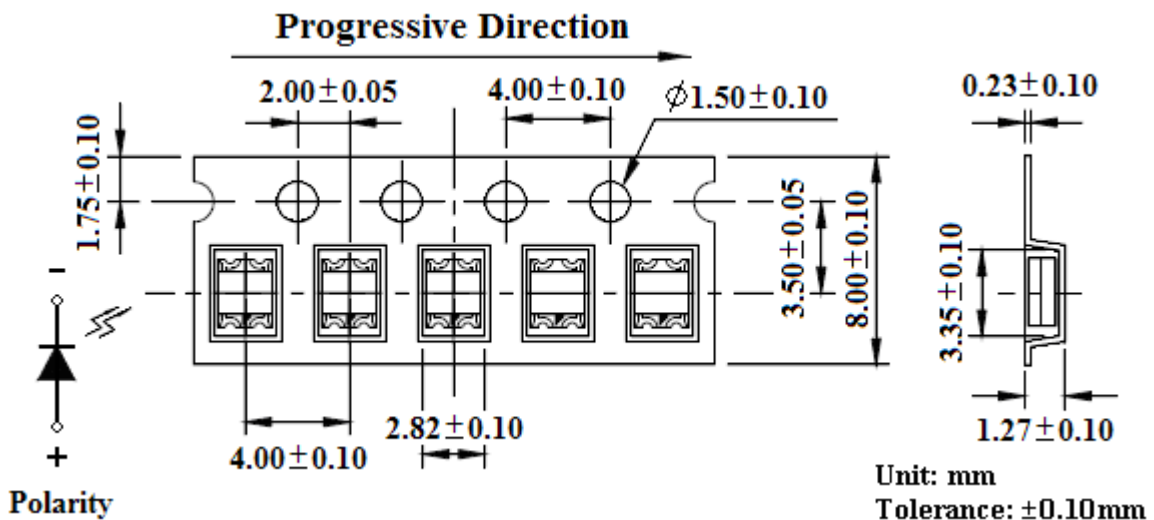 Progressive Direction
2.00±0.05
4.00±0.10
ϕ1.50±0.10
0.23±0.10
1.75±0.10
3.50±0.05
8.00±0.10
3.35±0.10
-
+
Polarity
4.00±0.10
2.82±0.10
1.27±0.10
Unit: mm
Tolerance: ±0.10mm